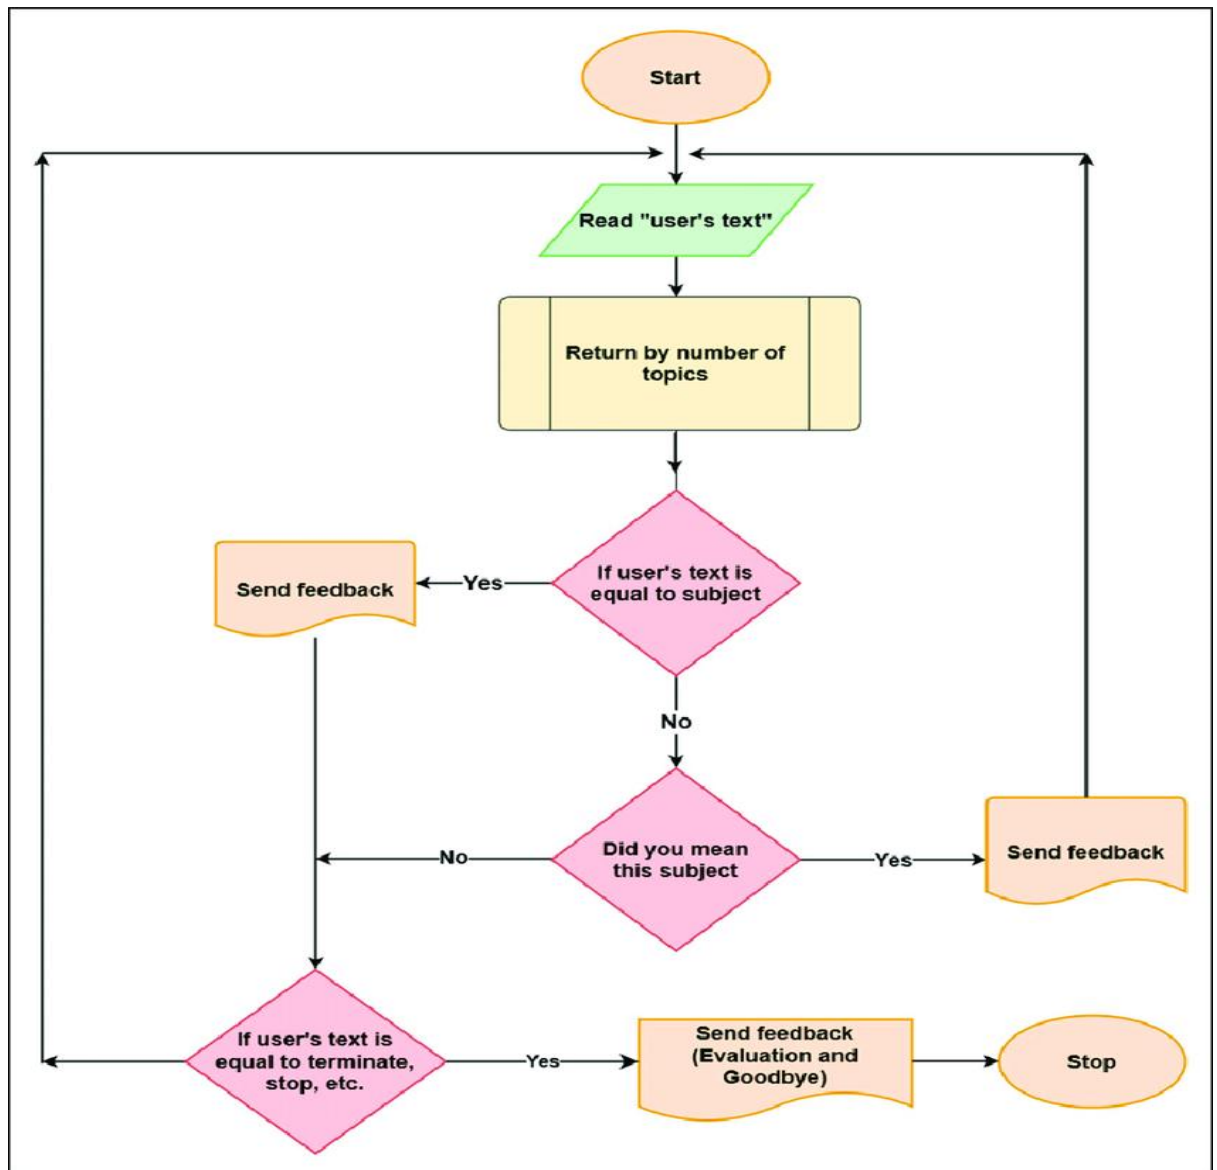 Start
Read "user's text"
Return by number of
topics
If user's text is
equal to subject
Yes
Send feedback
No
Did you mean
this subject
No
Yes
Send feedback
If user's text is
equal to terminate,
stop, etc.
Yes
Send feedback
(Evaluation and
Goodbye)
Stop